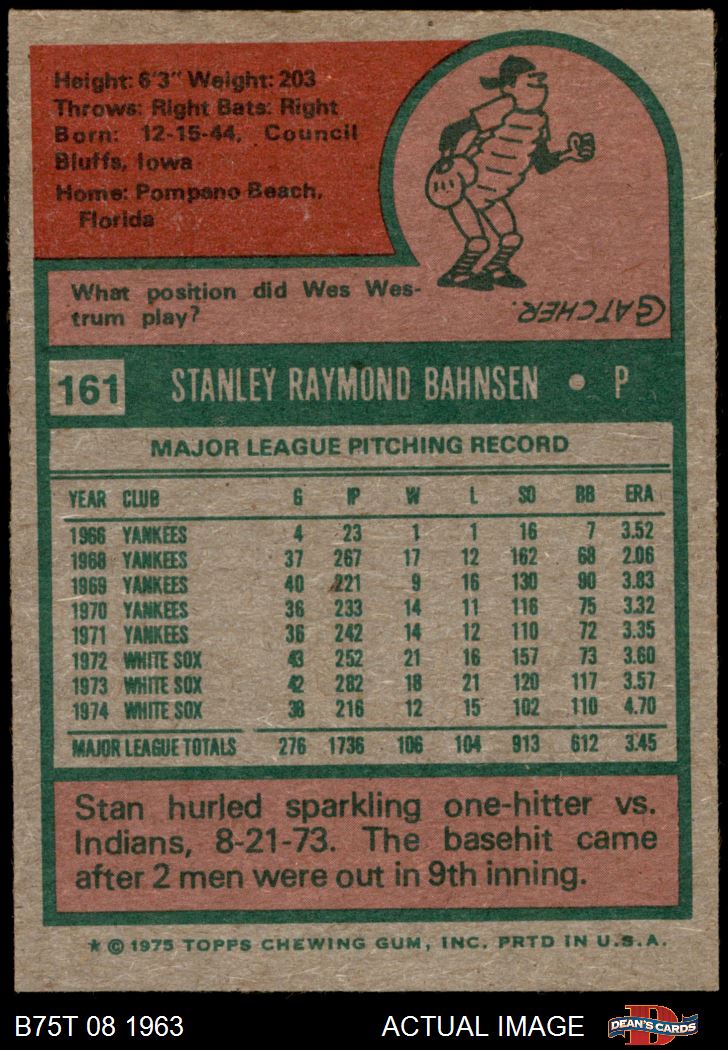 Height: 6'3" Weight: 203
Throws: Right Bats: Right
Born: 12-15-44, Council
Bluffs, Iowa
Home: Pompano Beach,
Florida
What position did Wes Wes-
trum play?
CATCHER.
161 STANLEY RAYMOND BAHNSEN • P
MAJOR LEAGUE PITCHING RECORD
YEAR CLUB G IP W L SO BB ERA
1966 YANKEES 4 23 1 1 16 7 3.52
1968 YANKEES 37 267 17 12 162 68 2.06
1969 YANKEES 40 221 9 16 130 90 3.83
1970 YANKEES 36 233 14 11 116 75 3.32
1971 YANKEES 36 242 14 12 110 72 3.35
1972 WHITE SOX 43 252 21 16 157 73 3.60
1973 WHITE SOX 42 282 18 21 120 117 3.57
1974 WHITE SOX 38 216 12 15 102 110 4.70
MAJOR LEAGUE TOTALS 276 1736 106 104 913 612 3.45
Stan hurled sparkling one-hitter vs.
Indians, 8-21-73. The basehit came
after 2 men were out in 9th inning.
★ © 1975 TOPPS CHEWING GUM, INC. PRTD IN U.S.A.
B75T 08 1963 ACTUAL IMAGE DEAN'S CARDS